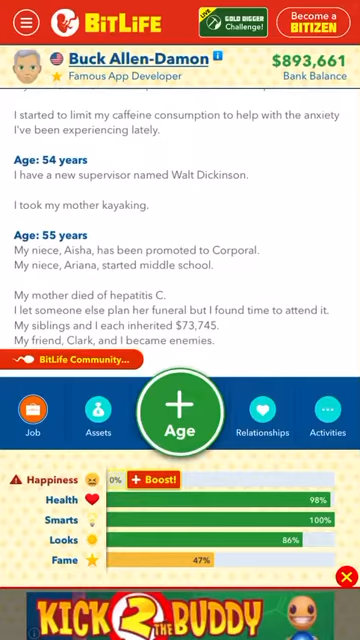 BitLife
LIVE
GOLD DIGGER
Challenge!
Become a
BITIZEN
Buck Allen-Damon i
$893,661
Famous App Developer
Bank Balance
I started to limit my caffeine consumption to help with the anxiety
I've been experiencing lately.
Age: 54 years
I have a new supervisor named Walt Dickinson.
I took my mother kayaking.
Age: 55 years
My niece, Aisha, has been promoted to Corporal.
My niece, Ariana, started middle school.
My mother died of hepatitis C.
I let someone else plan her funeral but I found time to attend it.
My siblings and I each inherited $73,745.
My friend, Clark, and I became enemies.
BitLife Community...
Job
Assets
+
Age
Relationships
Activities
Happiness 0% + Boost!
Health 98%
Smarts 100%
Looks 86%
Fame 47%
KICK 2 THE BUDDY